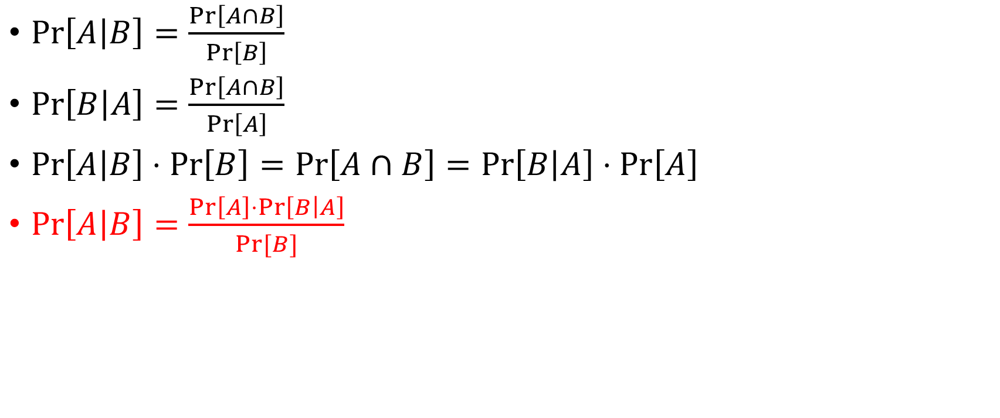 • Pr[A|B] = Pr[A∩B] / Pr[B]
• Pr[B|A] = Pr[A∩B] / Pr[A]
• Pr[A|B] · Pr[B] = Pr[A ∩ B] = Pr[B|A] · Pr[A]
• Pr[A|B] = Pr[A]·Pr[B|A] / Pr[B]